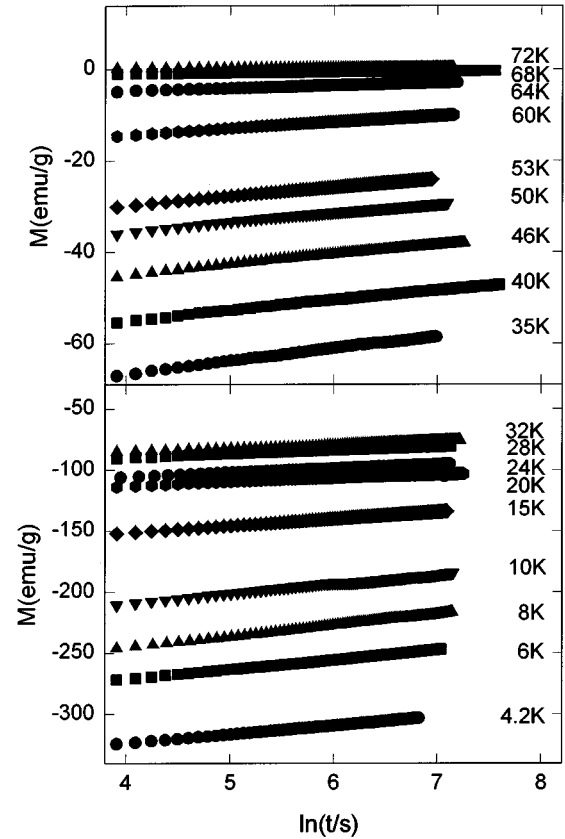 72K
0
68K
64K
60K
-20
53K
M(emu/g)
50K
46K
-40
40K
35K
-60
-50
32K
28K
24K
-100
20K
15K
-150
M(emu/g)
10K
-200
8K
-250
6K
-300
4.2K
4 5 6 7 8
ln(t/s)